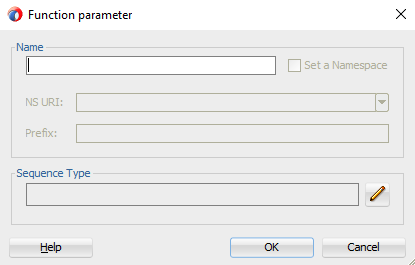 Function parameter
Name
Set a Namespace
NS URI:
Prefix:
Sequence Type
Help
OK
Cancel